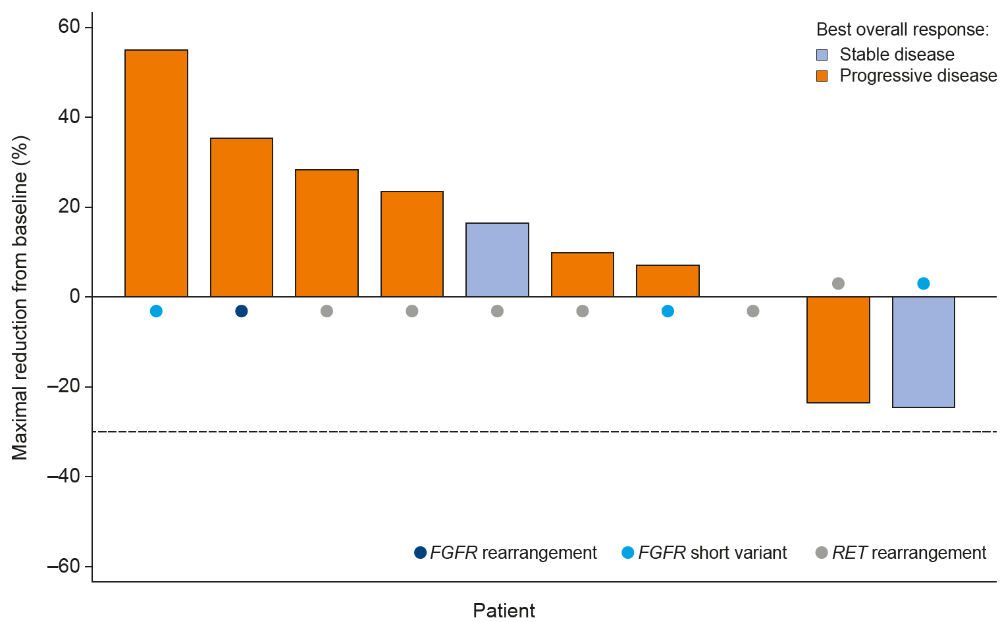 Best overall response:
Stable disease
Progressive disease
Maximal reduction from baseline (%)
60
40
20
0
–20
–40
–60
FGFR rearrangement
FGFR short variant
RET rearrangement
Patient